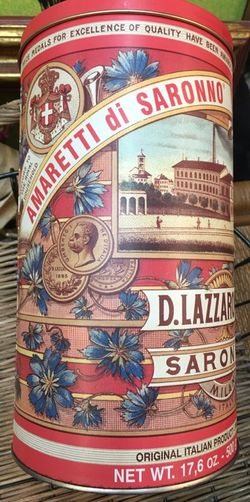 MEDALS FOR EXCELLENCE OF QUALITY HAVE BEEN
AMARETTI di SARONNO
D. LAZZAR
SARON
MILA
ORIGINAL ITALIAN PRODUCT
NET WT. 17,6 OZ. - 50